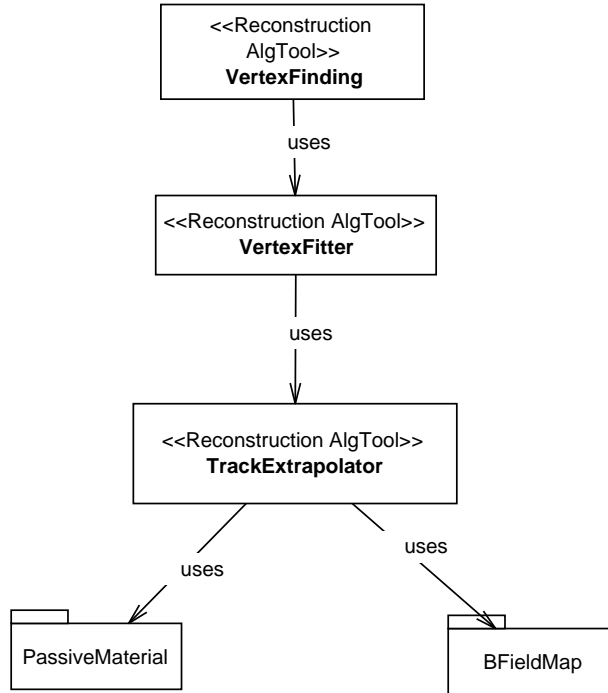 <<Reconstruction
AlgTool>>
VertexFinding
uses
<<Reconstruction AlgTool>>
VertexFitter
uses
<<Reconstruction AlgTool>>
TrackExtrapolator
uses
uses
PassiveMaterial
BFieldMap